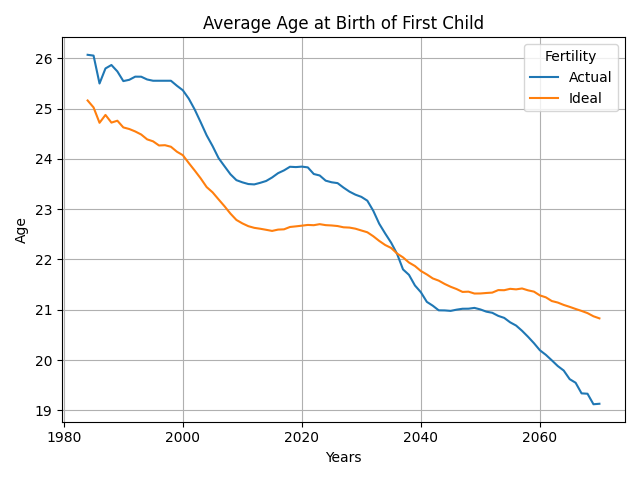 Average Age at Birth of First Child
Fertility
Actual
Ideal
Age
26
25
24
23
22
21
20
19
1980
2000
2020
2040
2060
Years